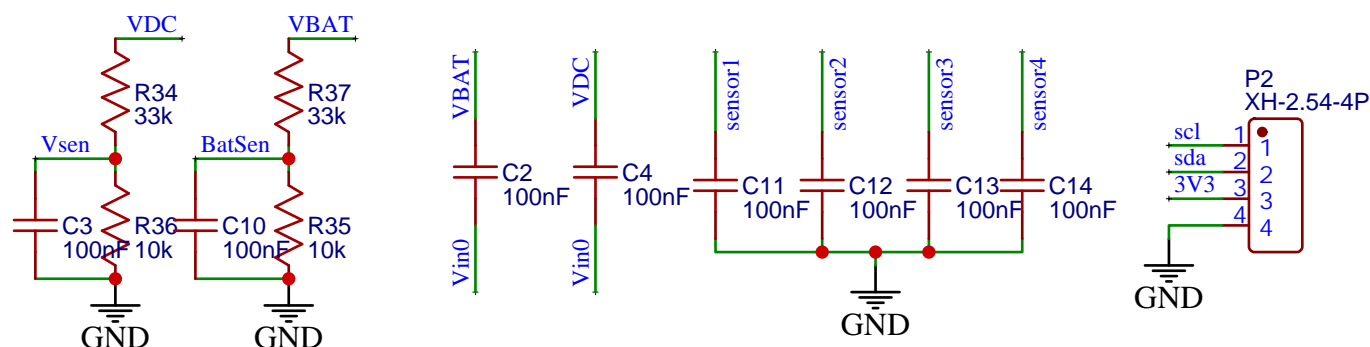 VDC
R34
33k
Vsen
C3
100nF
R36
10k
GND
VBAT
R37
33k
BatSen
C10
100nF
R35
10k
GND
VBAT
C2
100nF
Vin0
VDC
C4
100nF
Vin0
sensor1
C11
100nF
sensor2
C12
100nF
sensor3
C13
100nF
sensor4
C14
100nF
GND
P2
XH-2.54-4P
scl 1 1
sda 2 2
3V3 3 3
4 4
GND